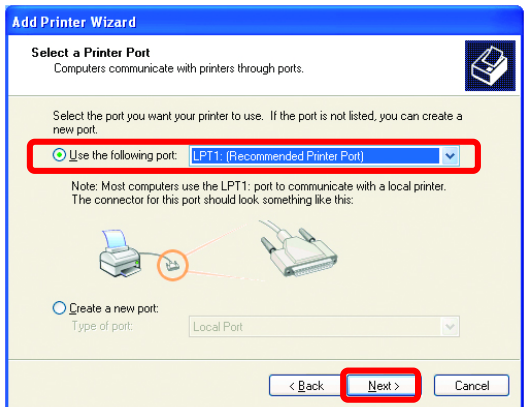 Add Printer Wizard
Select a Printer Port
Computers communicate with printers through ports.
Select the port you want your printer to use. If the port is not listed, you can create a
new port.
Use the following port: LPT1: (Recommended Printer Port)
Note: Most computers use the LPT1: port to communicate with a local printer.
The connector for this port should look something like this:
Create a new port:
Type of port: Local Port
< Back Next > Cancel